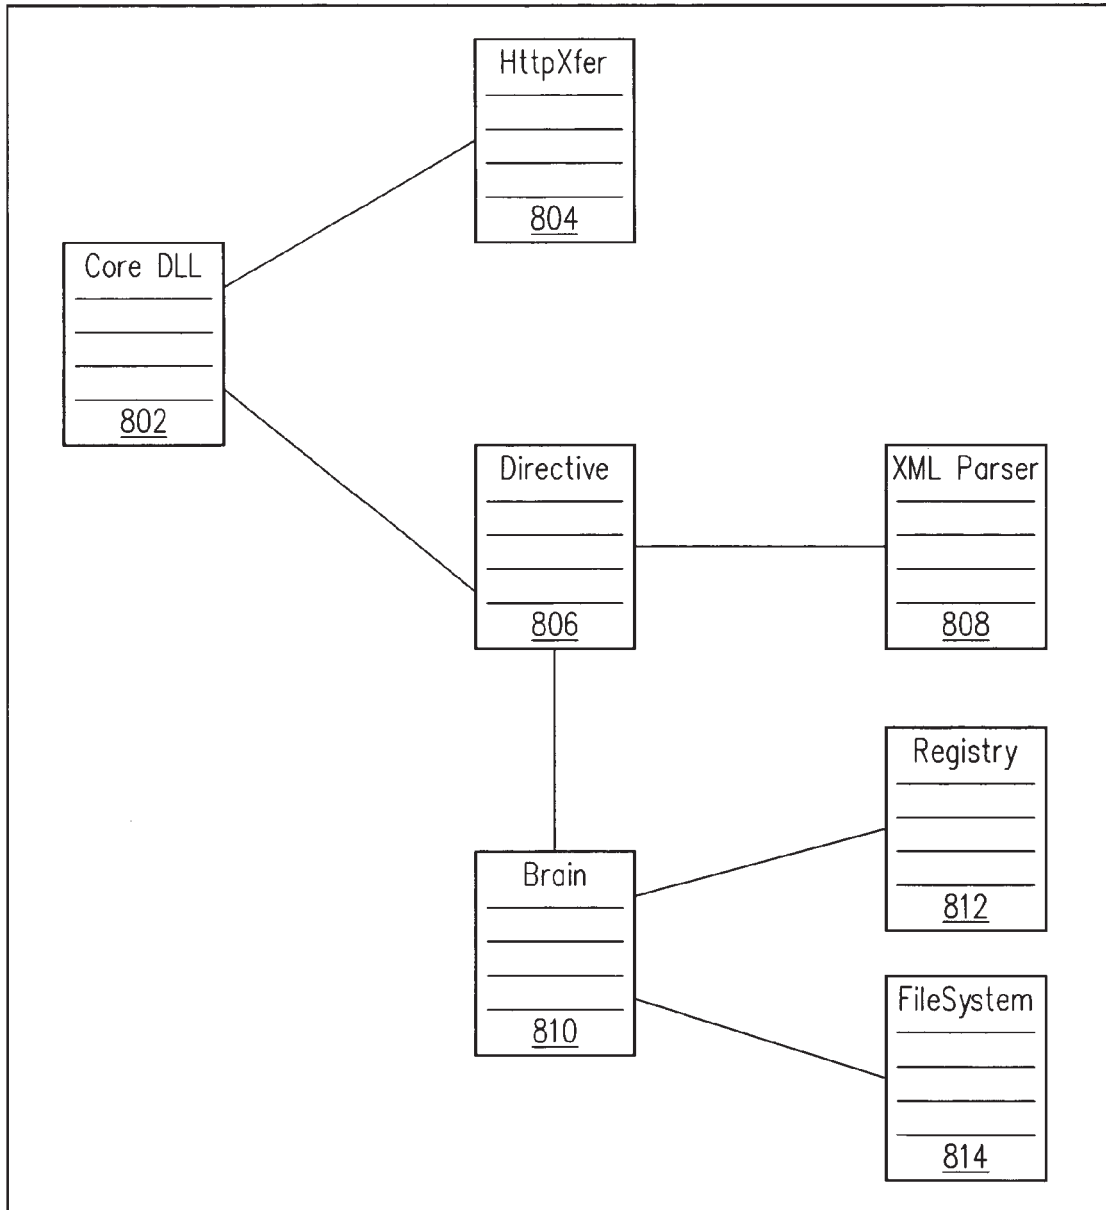 HttpXfer
804
Core DLL
802
Directive
806
XML Parser
808
Registry
812
Brain
810
FileSystem
814